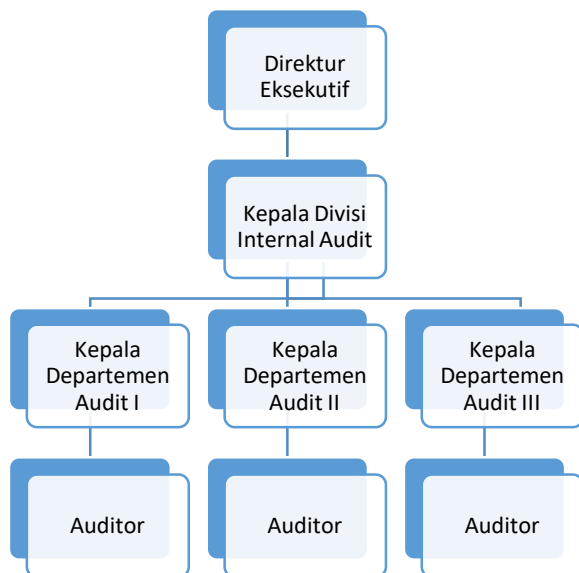 Direktur
Eksekutif
Kepala Divisi
Internal Audit
Kepala
Departemen
Audit I
Kepala
Departemen
Audit II
Kepala
Departemen
Audit III
Auditor
Auditor
Auditor